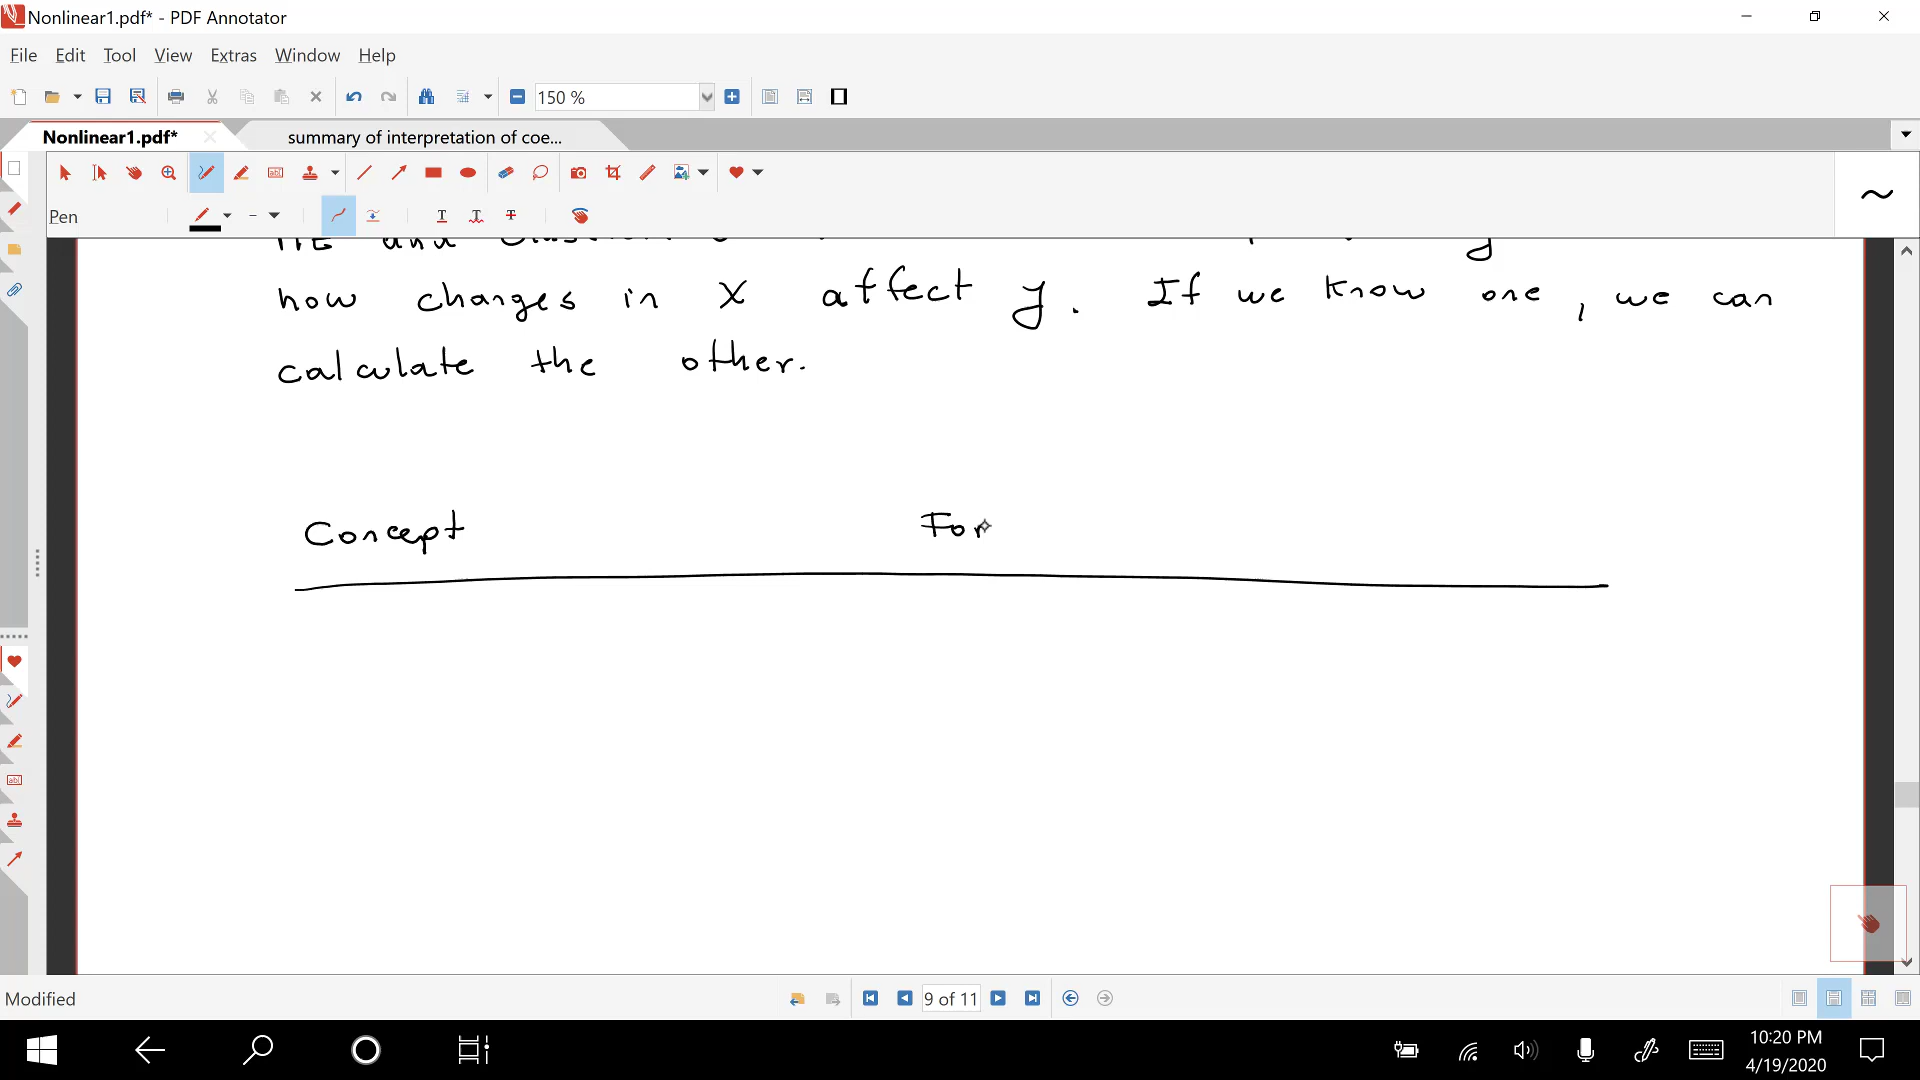 Nonlinear1.pdf* - PDF Annotator
File Edit Tool View Extras Window Help
150 %
Nonlinear1.pdf* summary of interpretation of coe...
Pen
and
how changes in X affect y. If we know one, we can
calculate the other.
Concept For
Modified 9 of 11
10:20 PM
4/19/2020